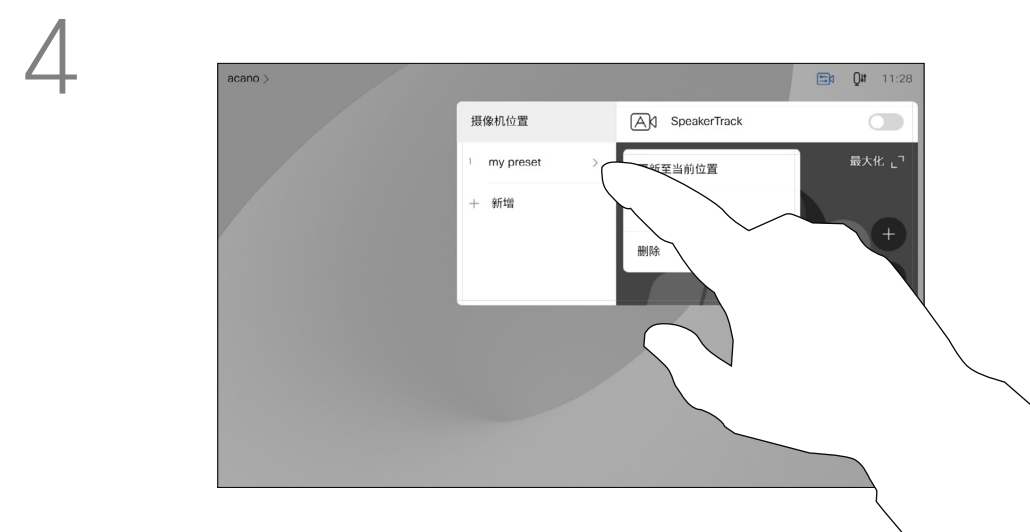 4
acano >
11:28
摄像机位置
SpeakerTrack
1 my preset >
新至当前位置
最大化
+ 新增
+
删除